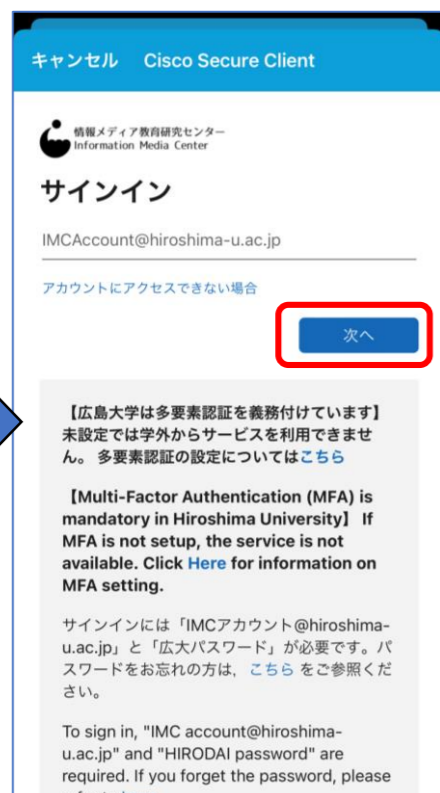 キャンセル Cisco Secure Client
情報メディア教育研究センター
Information Media Center
サインイン
IMCAccount@hiroshima-u.ac.jp
アカウントにアクセスできない場合
次へ
【広島大学は多要素認証を義務付けています】
未設定では学外からサービスを利用できませ
ん。 多要素認証の設定についてはこちら
【Multi-Factor Authentication (MFA) is
mandatory in Hiroshima University】 If
MFA is not setup, the service is not
available. Click Here for information on
MFA setting.
サインインには「IMCアカウント@hiroshima-
u.ac.jp」と「広大パスワード」が必要です。パ
スワードをお忘れの方は, こちら をご参照くだ
さい。
To sign in, "IMC account@hiroshima-
u.ac.jp" and "HIRODAI password" are
required. If you forget the password, please